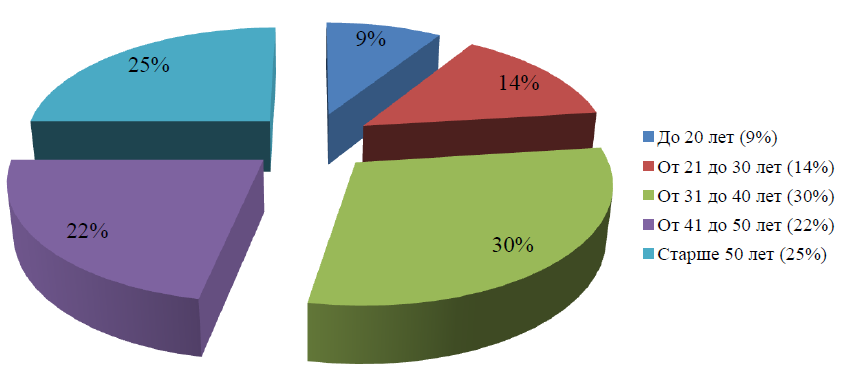 9%
14%
25%
22%
30%
До 20 лет (9%)
От 21 до 30 лет (14%)
От 31 до 40 лет (30%)
От 41 до 50 лет (22%)
Старше 50 лет (25%)